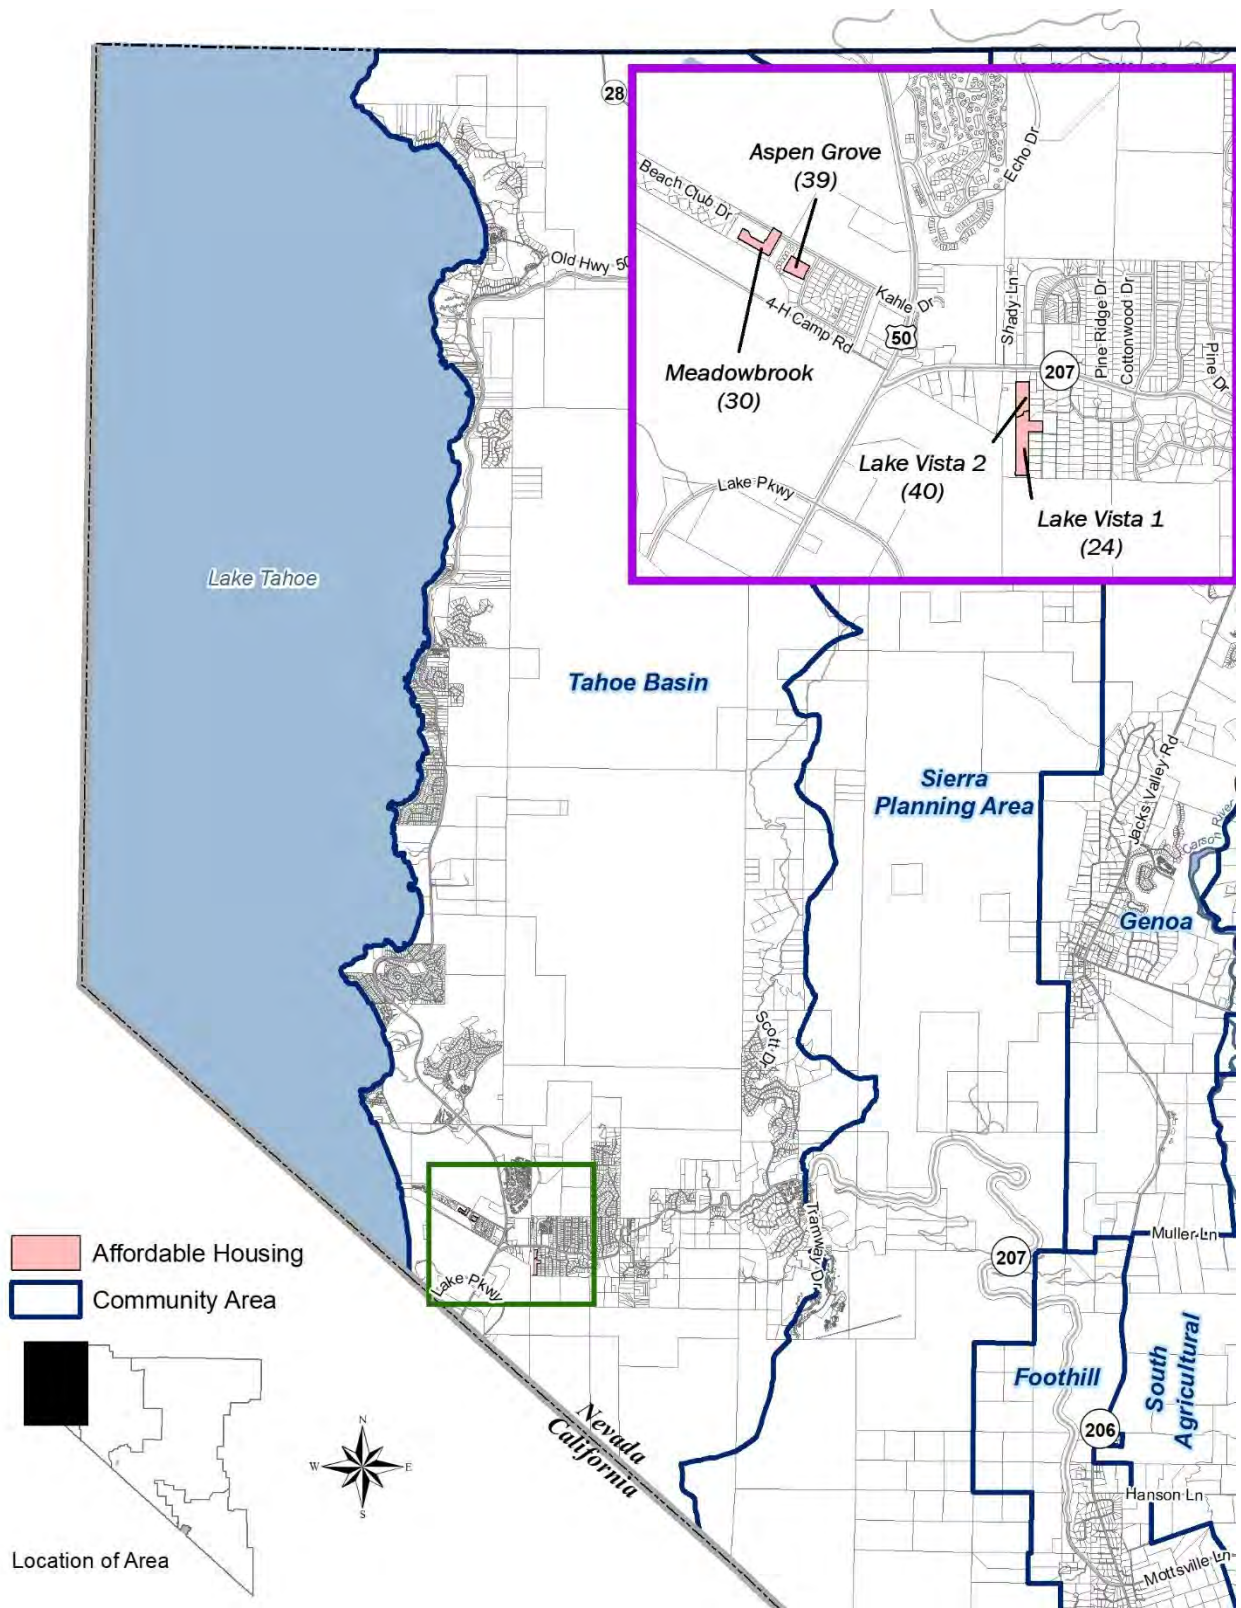 28
Old Hwy 50
Aspen Grove
(39)
Beach Club Dr
Echo Dr
Kahle Dr
4-H Camp Rd
50
Shady Ln
Pine Ridge Dr
Cottonwood Dr
Pine Dr
207
Meadowbrook
(30)
Lake Vista 2
(40)
Lake Pkwy
Lake Vista 1
(24)
Lake Tahoe
Tahoe Basin
Sierra
Planning Area
Jacks Valley Rd
Carson River
Genoa
Scott Dr
Tramway Dr
Muller Ln
207
Lake Pkwy
Affordable Housing
Community Area
Foothill
South
Agricultural
206
Nevada
California
N
W
E
S
Hanson Ln
Mottsville Ln
Location of Area